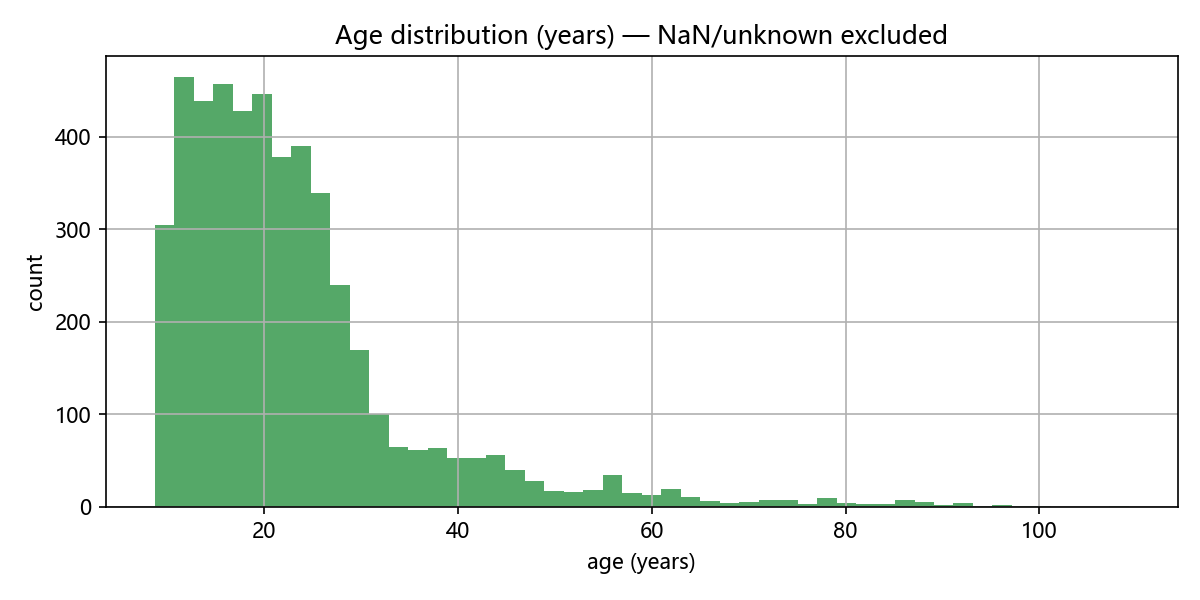 Age distribution (years) — NaN/unknown excluded
count
400
300
200
100
0
20 40 60 80 100
age (years)